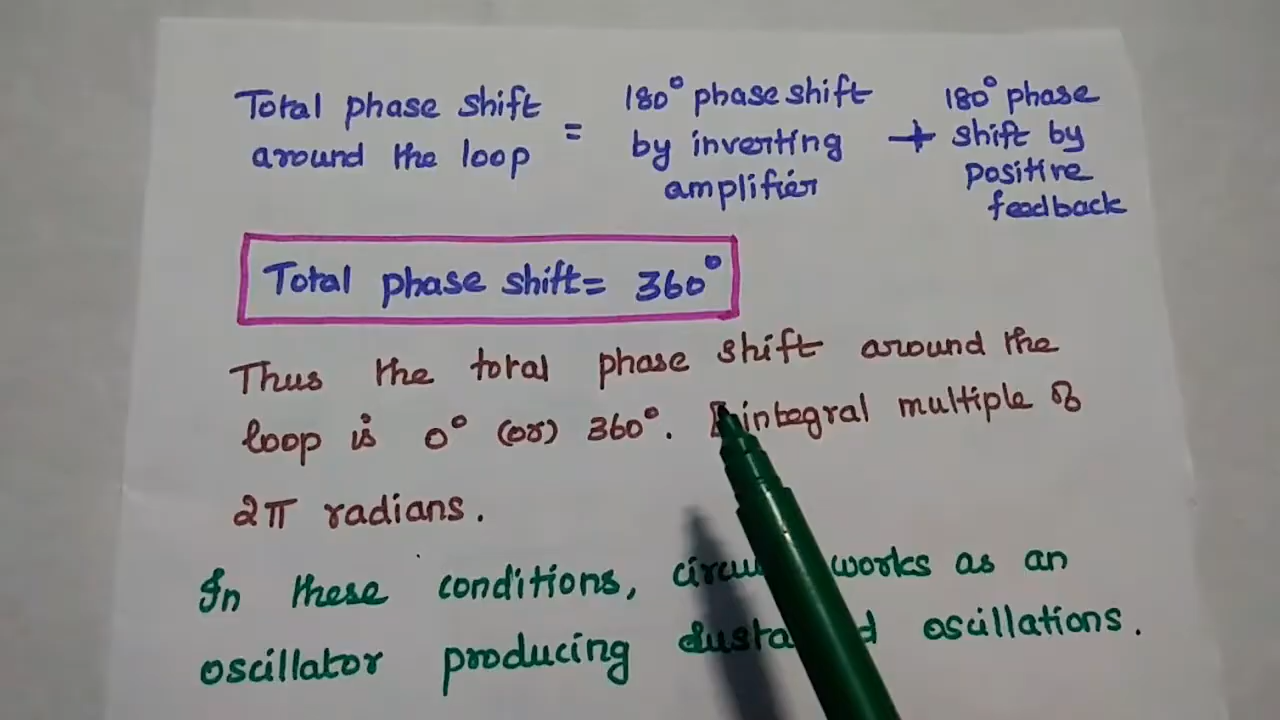 Total phase shift around the loop = 180° phase shift by inverting amplifier + 180° phase shift by positive feedback
Total phase shift = 360°
Thus the total phase shift around the
loop is 0° (or) 360°. integral multiple of
2π radians.
In these conditions, works as an
oscillator producing oscillations.